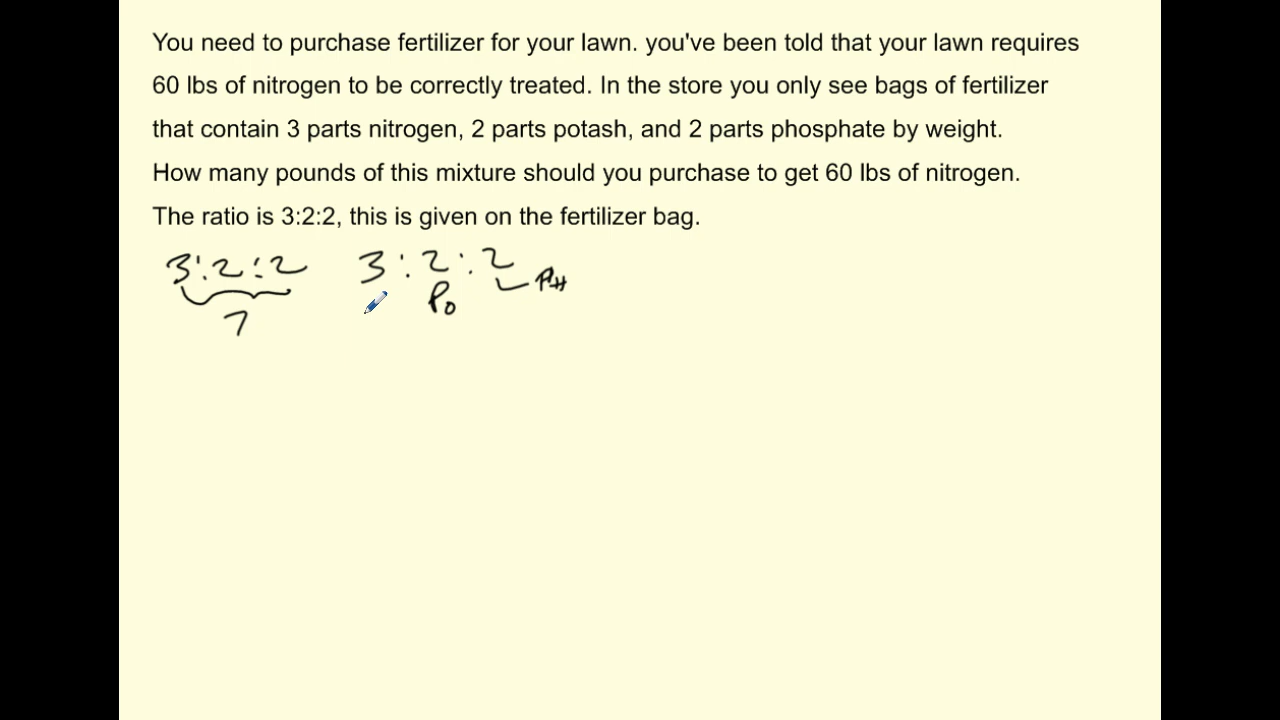 You need to purchase fertilizer for your lawn. you've been told that your lawn requires
60 lbs of nitrogen to be correctly treated. In the store you only see bags of fertilizer
that contain 3 parts nitrogen, 2 parts potash, and 2 parts phosphate by weight.
How many pounds of this mixture should you purchase to get 60 lbs of nitrogen.
The ratio is 3:2:2, this is given on the fertilizer bag.
3:2:2 3:2:2
PH
Po
7